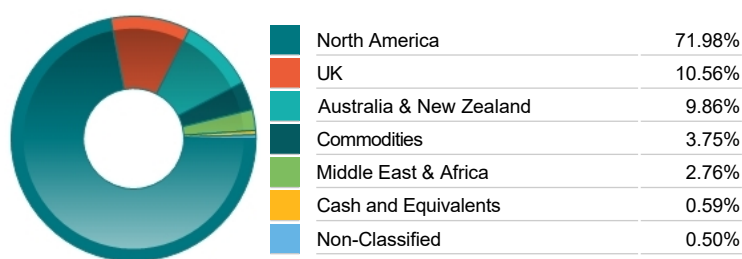 North America 71.98%
UK 10.56%
Australia & New Zealand 9.86%
Commodities 3.75%
Middle East & Africa 2.76%
Cash and Equivalents 0.59%
Non-Classified 0.50%